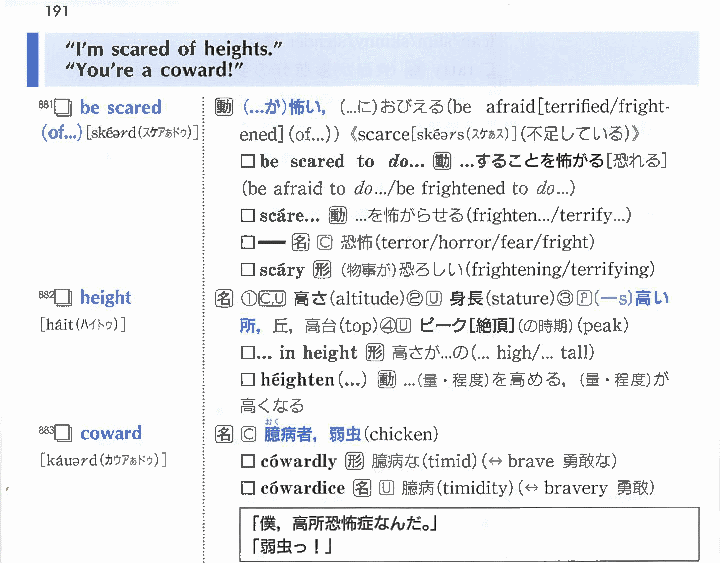 191
“I’m scared of heights.”
“You’re a coward!”
881 □ be scared (of...) [skéərd(スケアぁドゥ)]
動 (...が)怖い, (...に)おびえる(be afraid[terrified/fright-
ened](of...)) 《scarce[skéərs(スケぁス)](不足している)》
□ be scared to do... 動 ...することを怖がる[恐れる]
(be afraid to do.../be frightened to do...)
□ scáre... 動 ...を怖がらせる(frighten.../terrify...)
□ ━ 名 C 恐怖(terror/horror/fear/fright)
□ scáry 形 (物事が)恐ろしい(frightening/terrifying)
882 □ height [háit(ハイトゥ)]
名 ①C,U 高さ(altitude)②U 身長(stature)③P(—s)高い
所, 丘, 高台(top)④U ピーク[絶頂](の時期)(peak)
□... in height 形 高さが...の(... high/... tall)
□ héighten(...) 動 ...(量・程度)を高める, (量・程度)が
高くなる
883 □ coward [káuərd(カウアぁドゥ)]
名 C 臆病者, 弱虫(chicken)
おく
□ cówardly 形 臆病な(timid)(↔ brave 勇敢な)
□ cówardice 名 U 臆病(timidity)(↔ bravery 勇敢)
「僕, 高所恐怖症なんだ。」
「弱虫っ！」